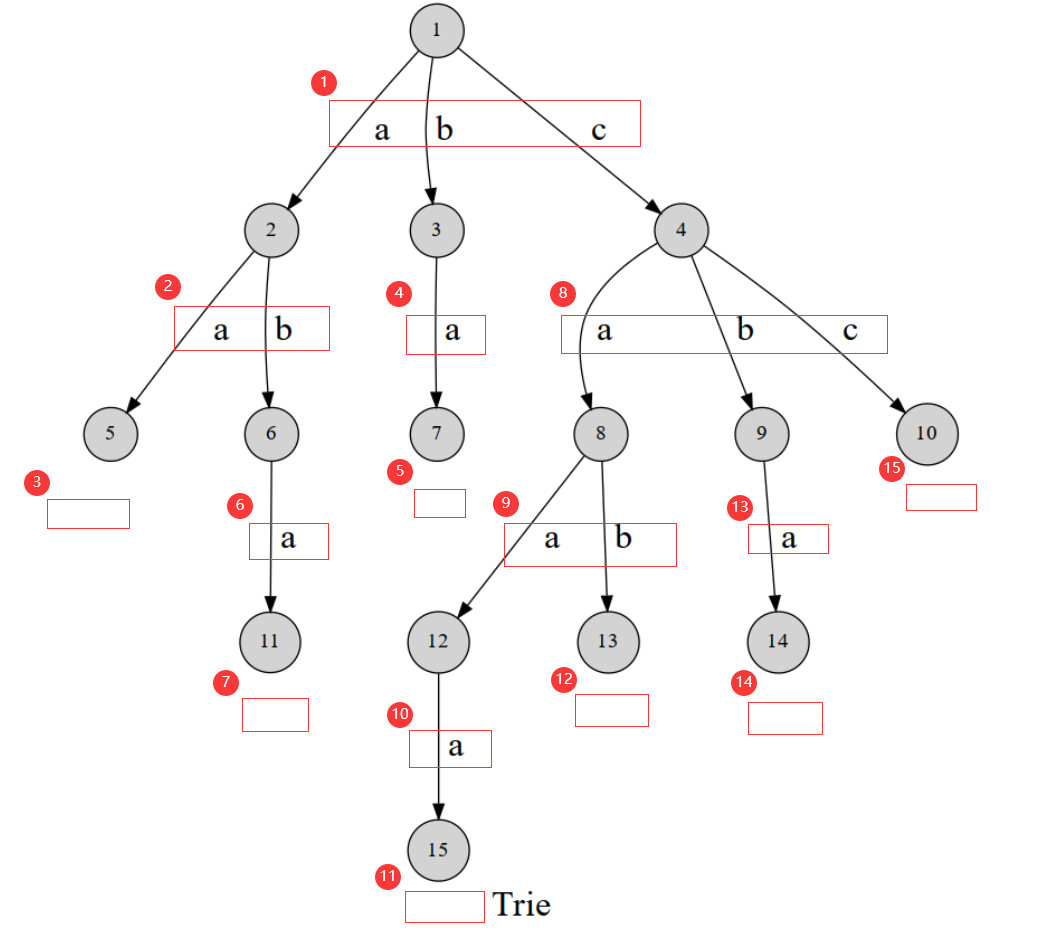 1
1
a b c
2 3 4
2 4 8
a b a a b c
5 6 7 8 9 10
3 5 15
6 9 13
a a b a
11 12 13 14
7 12 14
10
a
15
11
Trie